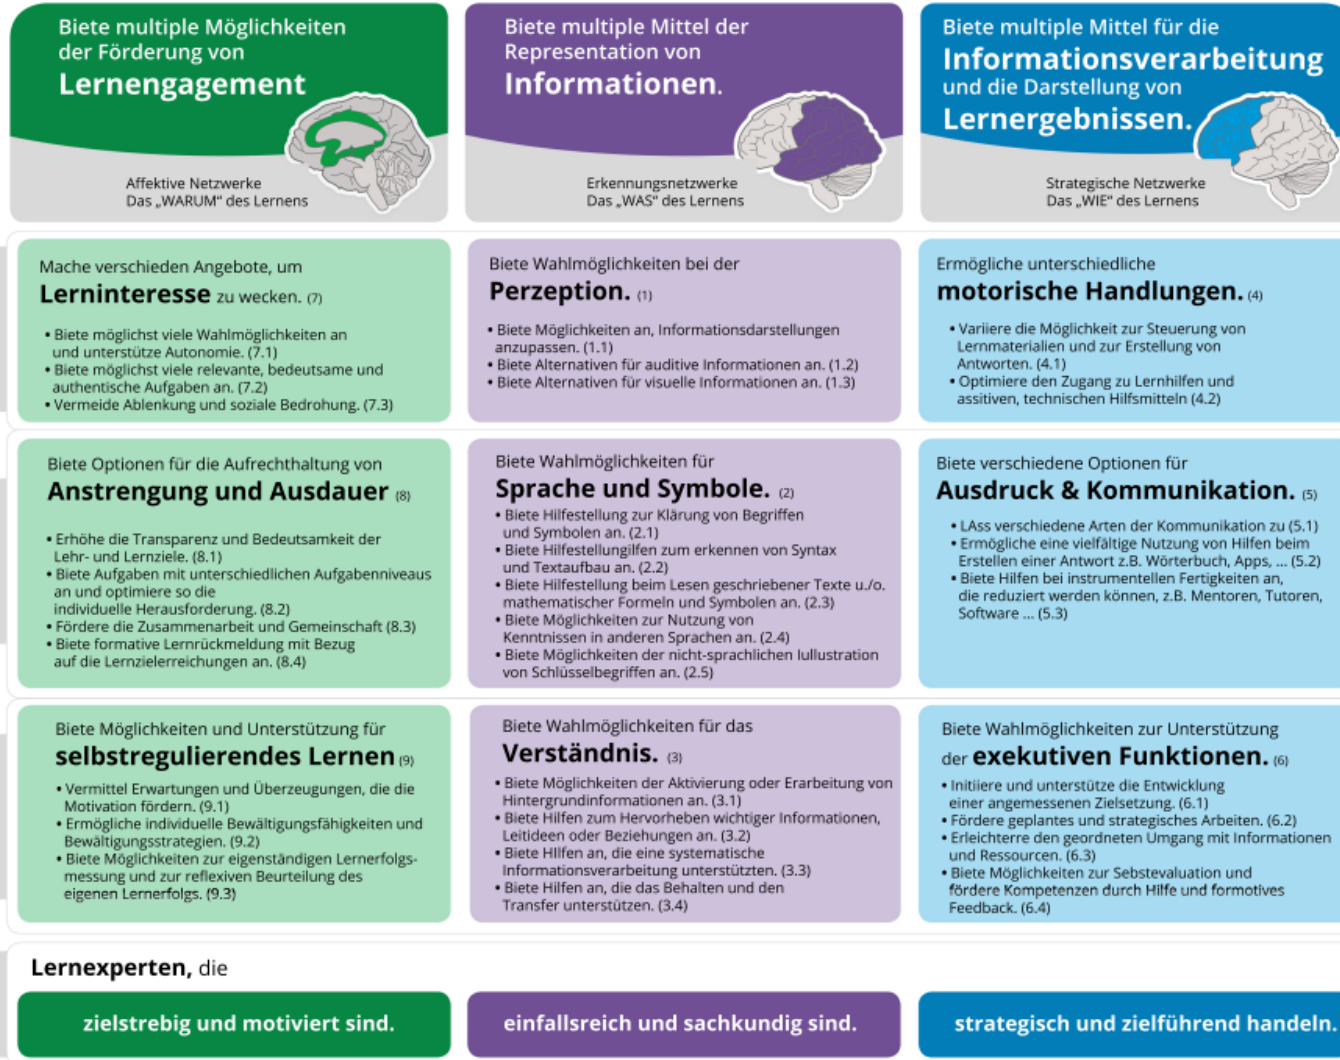 Biete multiple Möglichkeiten
der Förderung von
Lernengagement
Affektive Netzwerke
Das „WARUM“ des Lernens
Biete multiple Mittel der
Representation von
Informationen.
Erkennungsnetzwerke
Das „WAS“ des Lernens
Biete multiple Mittel für die
Informationsverarbeitung
und die Darstellung von
Lernergebnissen.
Strategische Netzwerke
Das „WIE“ des Lernens
Mache verschieden Angebote, um
Lerninteresse zu wecken. (7)
• Biete möglichst viele Wahlmöglichkeiten an
und unterstütze Autonomie. (7.1)
• Biete möglichst viele relevante, bedeutsame und
authentische Aufgaben an. (7.2)
• Vermeide Ablenkung und soziale Bedrohung. (7.3)
Biete Wahlmöglichkeiten bei der
Perzeption. (1)
• Biete Möglichkeiten an, Informationsdarstellungen
anzupassen. (1.1)
• Biete Alternativen für auditive Informationen an. (1.2)
• Biete Alternativen für visuelle Informationen an. (1.3)
Ermögliche unterschiedliche
motorische Handlungen. (4)
• Variiere die Möglichkeit zur Steuerung von
Lernmaterialien und zur Erstellung von
Antworten. (4.1)
• Optimiere den Zugang zu Lernhilfen und
assitiven, technischen Hilfsmitteln (4.2)
Biete Optionen für die Aufrechthaltung von
Anstrengung und Ausdauer (8)
• Erhöhe die Transparenz und Bedeutsamkeit der
Lehr- und Lernziele. (8.1)
• Biete Aufgaben mit unterschiedlichen Aufgabenniveaus
an und optimiere so die
individuelle Herausforderung. (8.2)
• Fördere die Zusammenarbeit und Gemeinschaft (8.3)
• Biete formative Lernrückmeldung mit Bezug
auf die Lernzielerreichungen an. (8.4)
Biete Wahlmöglichkeiten für
Sprache und Symbole. (2)
• Biete Hilfestellung zur Klärung von Begriffen
und Symbolen an. (2.1)
• Biete Hilfestellungilfen zum erkennen von Syntax
und Textaufbau an. (2.2)
• Biete Hilfestellung beim Lesen geschriebener Texte u./o.
mathematischer Formeln und Symbolen an. (2.3)
• Biete Möglichkeiten zur Nutzung von
Kenntnissen in anderen Sprachen an. (2.4)
• Biete Möglichkeiten der nicht-sprachlichen Iullustration
von Schlüsselbegriffen an. (2.5)
Biete verschiedene Optionen für
Ausdruck & Kommunikation. (5)
• LAss verschiedene Arten der Kommunikation zu (5.1)
• Ermögliche eine vielfältige Nutzung von Hilfen beim
Erstellen einer Antwort z.B. Wörterbuch, Apps, ... (5.2)
• Biete Hilfen bei instrumentellen Fertigkeiten an,
die reduziert werden können, z.B. Mentoren, Tutoren,
Software ... (5.3)
Biete Möglichkeiten und Unterstützung für
selbstregulierendes Lernen (9)
• Vermittel Erwartungen und Überzeugungen, die die
Motivation fördern. (9.1)
• Ermögliche individuelle Bewältigungsfähigkeiten und
Bewältigungsstrategien. (9.2)
• Biete Möglichkeiten zur eigenständigen Lernerfolgs-
messung und zur reflexiven Beurteilung des
eigenen Lernerfolgs. (9.3)
Biete Wahlmöglichkeiten für das
Verständnis. (3)
• Biete Möglichkeiten der Aktivierung oder Erarbeitung von
Hintergrundinformationen an. (3.1)
• Biete Hilfen zum Hervorheben wichtiger Informationen,
Leitideen oder Beziehungen an. (3.2)
• Biete HIlfen an, die eine systematische
Informationsverarbeitung unterstützten. (3.3)
• Biete Hilfen an, die das Behalten und den
Transfer unterstützen. (3.4)
Biete Wahlmöglichkeiten zur Unterstützung
der exekutiven Funktionen. (6)
• Initiiere und unterstütze die Entwicklung
einer angemessenen Zielsetzung. (6.1)
• Fördere geplantes und strategisches Arbeiten. (6.2)
• Erleichterre den geordneten Umgang mit Informationen
und Ressourcen. (6.3)
• Biete Möglichkeiten zur Sebstevaluation und
fördere Kompetenzen durch Hilfe und formotives
Feedback. (6.4)
Lernexperten, die
zielstrebig und motiviert sind.
einfallsreich und sachkundig sind.
strategisch und zielführend handeln.